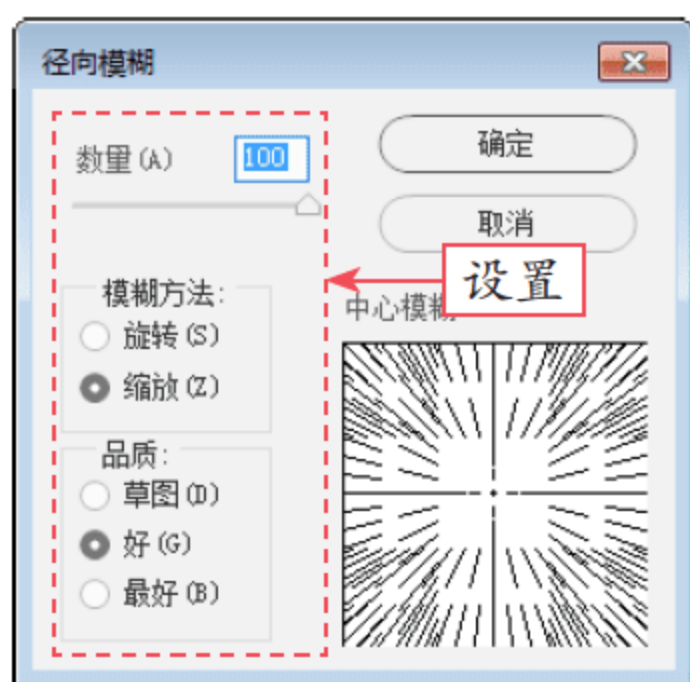 径向模糊
数量(A)
100
确定
取消
设置
中心模糊
模糊方法:
旋转(S)
缩放(Z)
品质:
草图(D)
好(G)
最好(B)